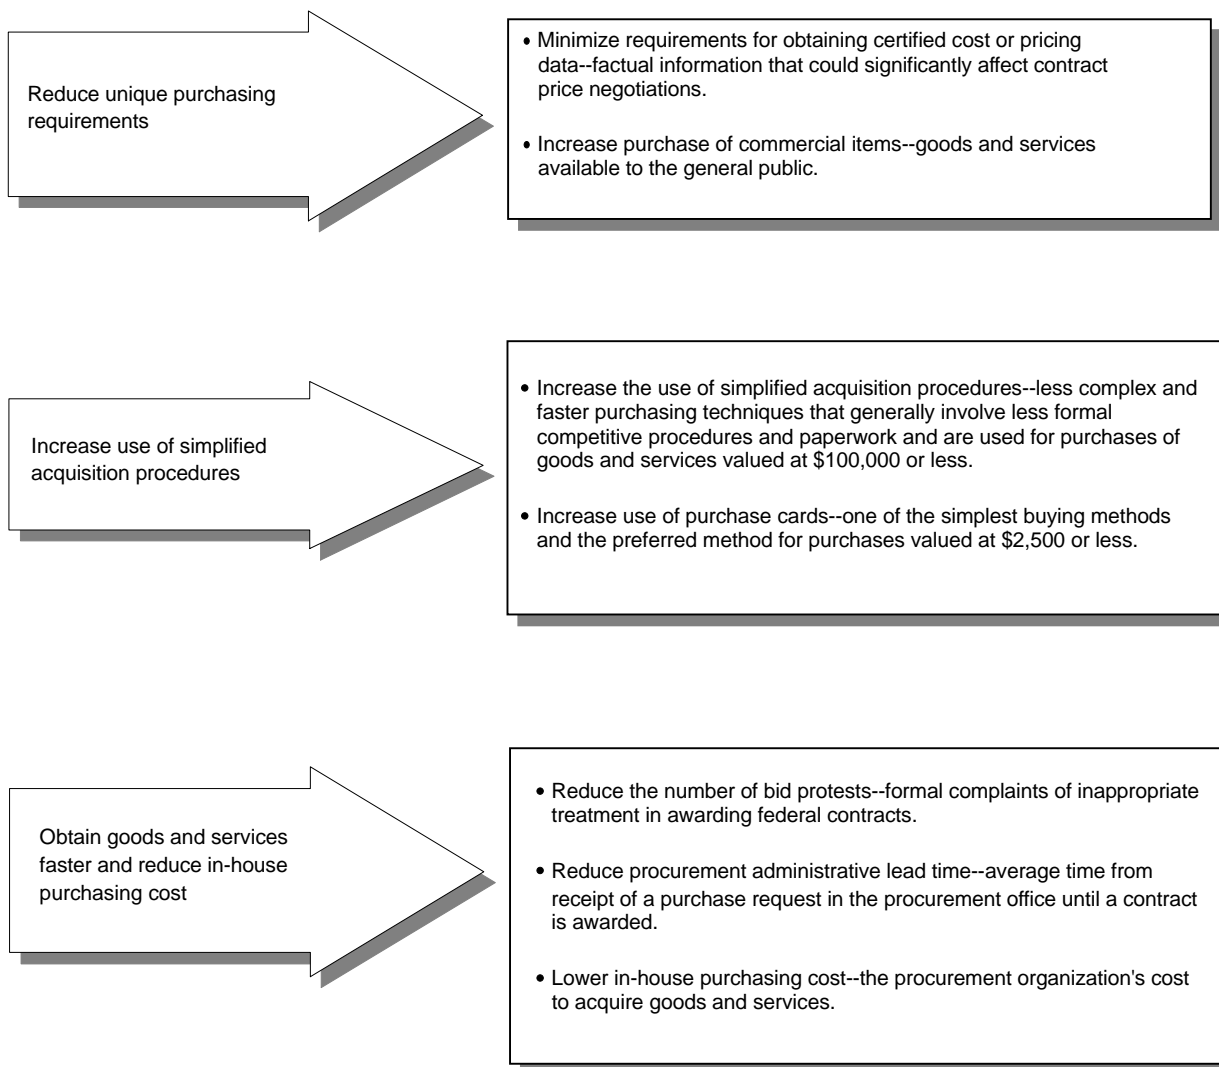 Reduce unique purchasing
requirements
• Minimize requirements for obtaining certified cost or pricing
data--factual information that could significantly affect contract
price negotiations.
• Increase purchase of commercial items--goods and services
available to the general public.
Increase use of simplified
acquisition procedures
• Increase the use of simplified acquisition procedures--less complex and
faster purchasing techniques that generally involve less formal
competitive procedures and paperwork and are used for purchases of
goods and services valued at $100,000 or less.
• Increase use of purchase cards--one of the simplest buying methods
and the preferred method for purchases valued at $2,500 or less.
Obtain goods and services
faster and reduce in-house
purchasing cost
• Reduce the number of bid protests--formal complaints of inappropriate
treatment in awarding federal contracts.
• Reduce procurement administrative lead time--average time from
receipt of a purchase request in the procurement office until a contract
is awarded.
• Lower in-house purchasing cost--the procurement organization's cost
to acquire goods and services.